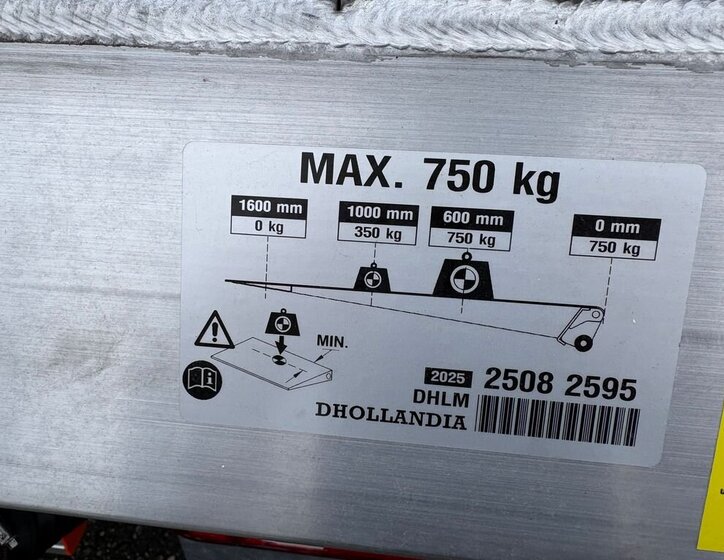 MAX. 750 kg
1600 mm
0 kg
1000 mm
350 kg
600 mm
750 kg
0 mm
750 kg
MIN.
2025 2508 2595
DHLM
DHOLLANDIA